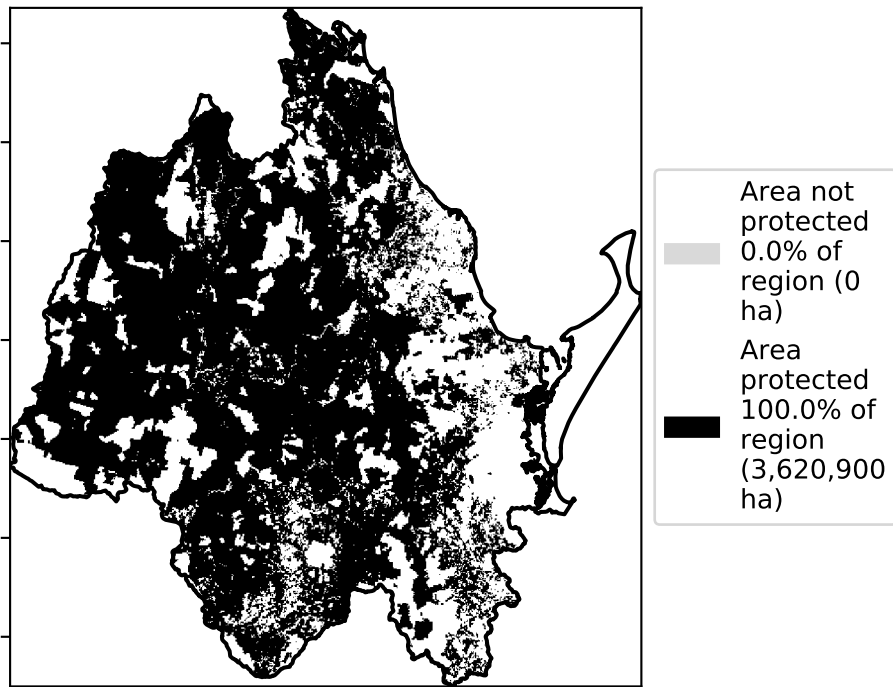 Area not
protected
0.0% of
region (0
ha)
Area
protected
100.0% of
region
(3,620,900
ha)